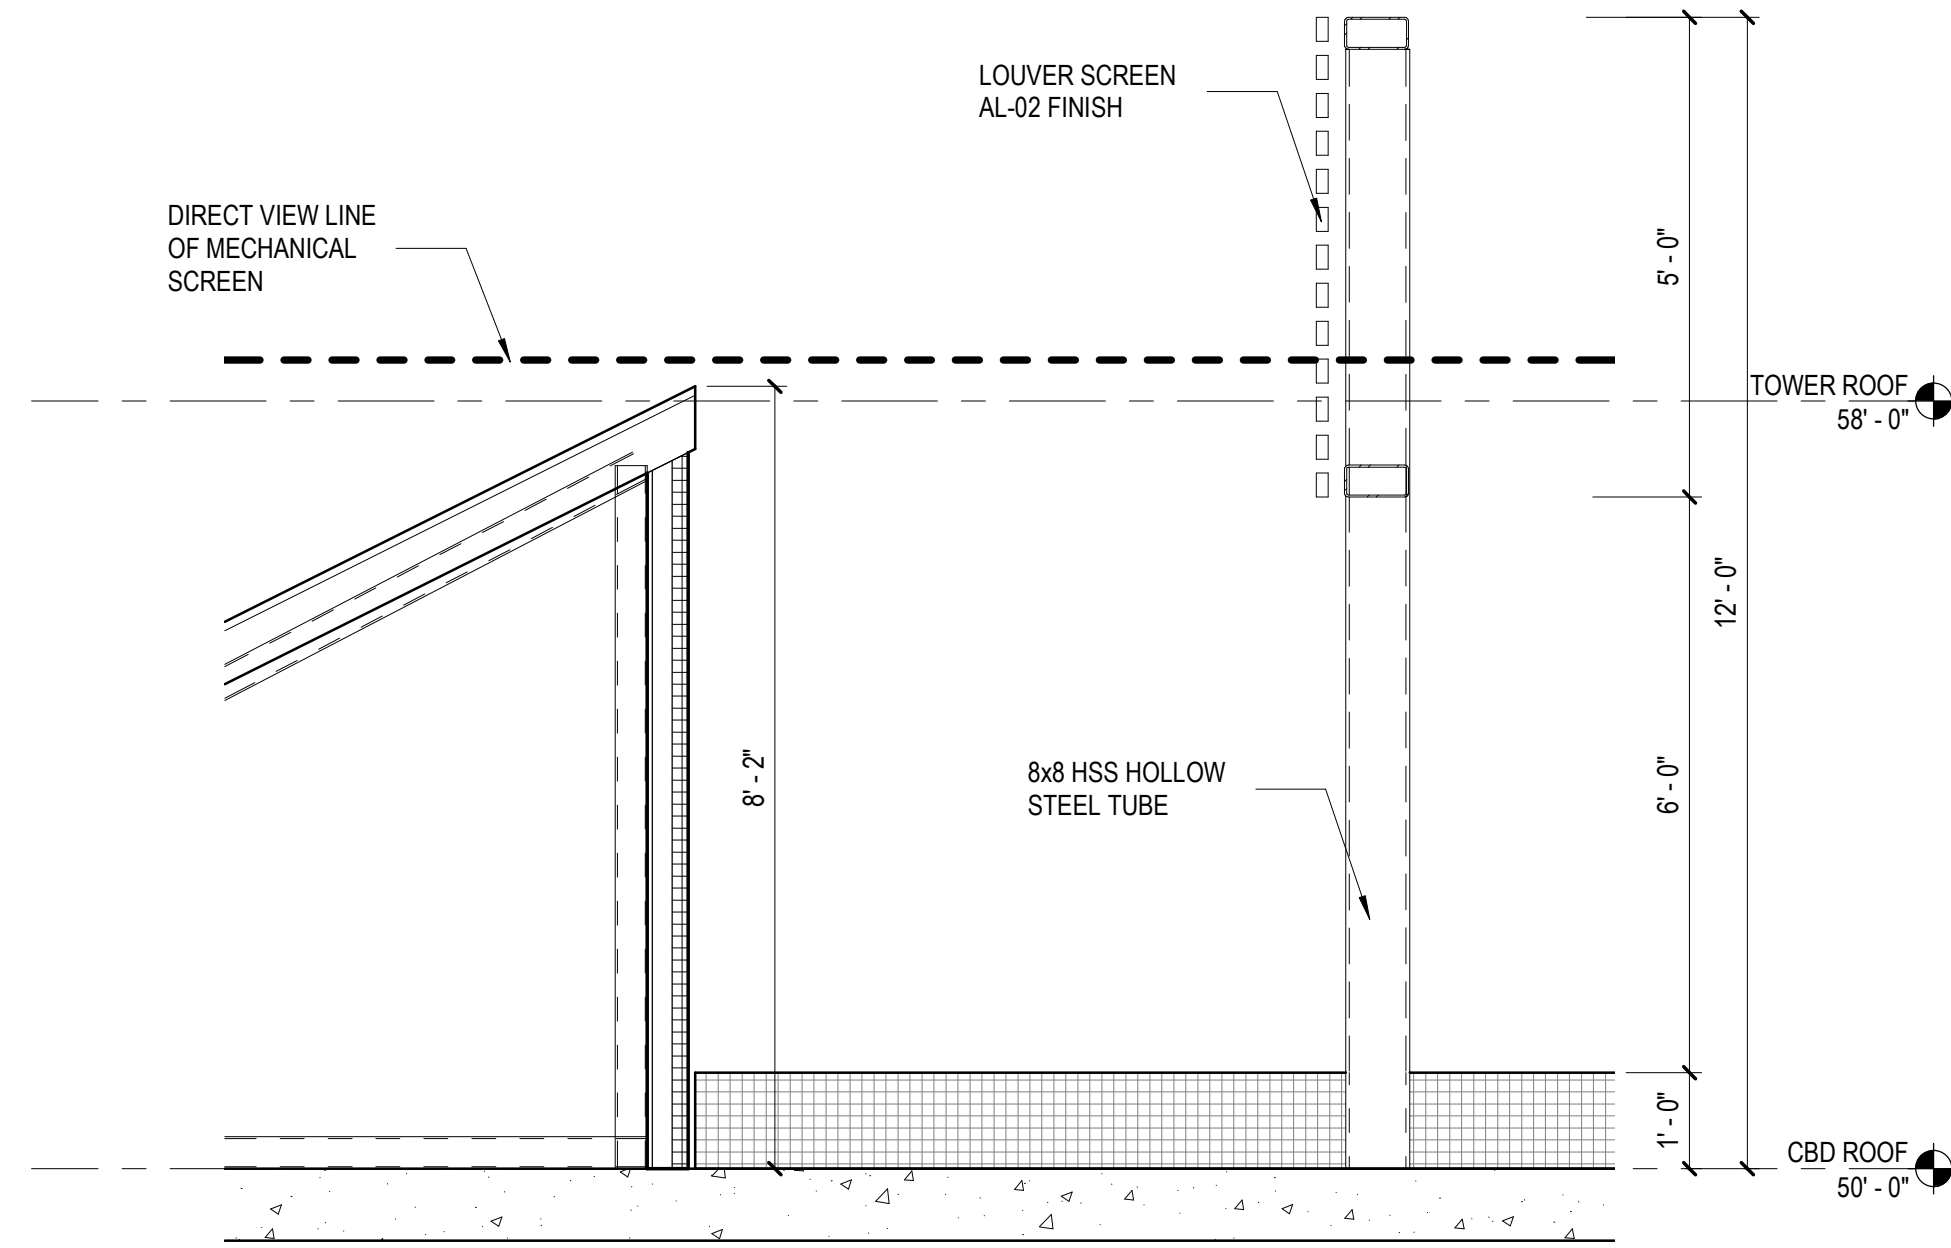 LOUVER SCREEN
AL-02 FINISH
DIRECT VIEW LINE
OF MECHANICAL
SCREEN
5' - 0"
TOWER ROOF
58' - 0"
12' - 0"
8' - 2"
8x8 HSS HOLLOW
STEEL TUBE
6' - 0"
1' - 0"
CBD ROOF
50' - 0"